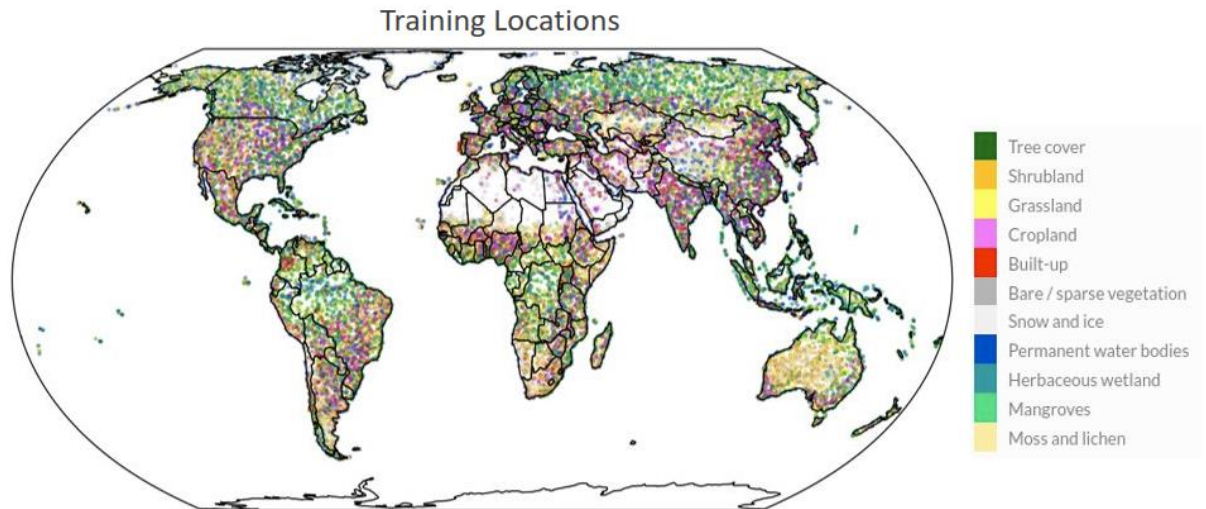 Training Locations
Tree cover
Shrubland
Grassland
Cropland
Built-up
Bare / sparse vegetation
Snow and ice
Permanent water bodies
Herbaceous wetland
Mangroves
Moss and lichen